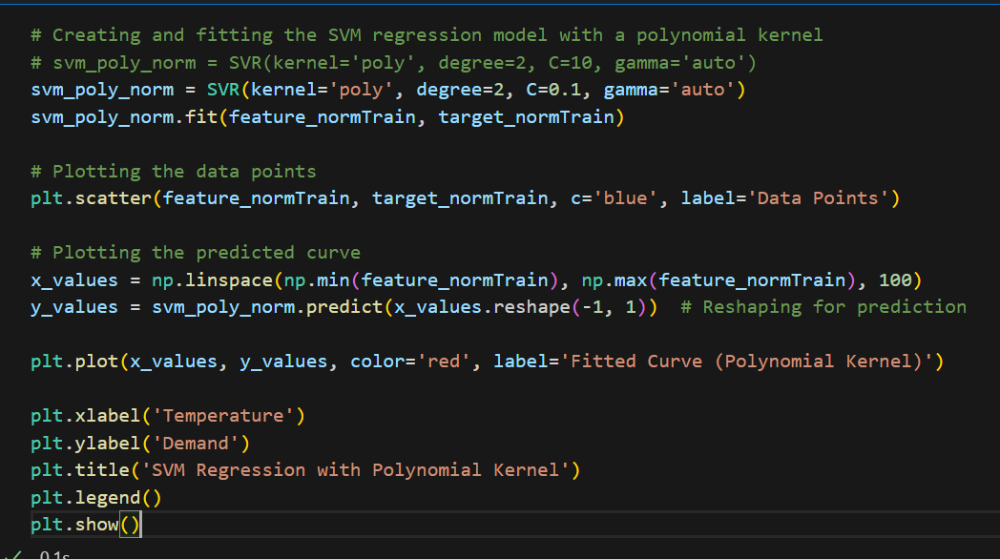 # Creating and fitting the SVM regression model with a polynomial kernel
# svm_poly_norm = SVR(kernel='poly', degree=2, C=10, gamma='auto')
svm_poly_norm = SVR(kernel='poly', degree=2, C=0.1, gamma='auto')
svm_poly_norm.fit(feature_normTrain, target_normTrain)
# Plotting the data points
plt.scatter(feature_normTrain, target_normTrain, c='blue', label='Data Points')
# Plotting the predicted curve
x_values = np.linspace(np.min(feature_normTrain), np.max(feature_normTrain), 100)
y_values = svm_poly_norm.predict(x_values.reshape(-1, 1))  # Reshaping for prediction
plt.plot(x_values, y_values, color='red', label='Fitted Curve (Polynomial Kernel)')
plt.xlabel('Temperature')
plt.ylabel('Demand')
plt.title('SVM Regression with Polynomial Kernel')
plt.legend()
plt.show()
0.1s